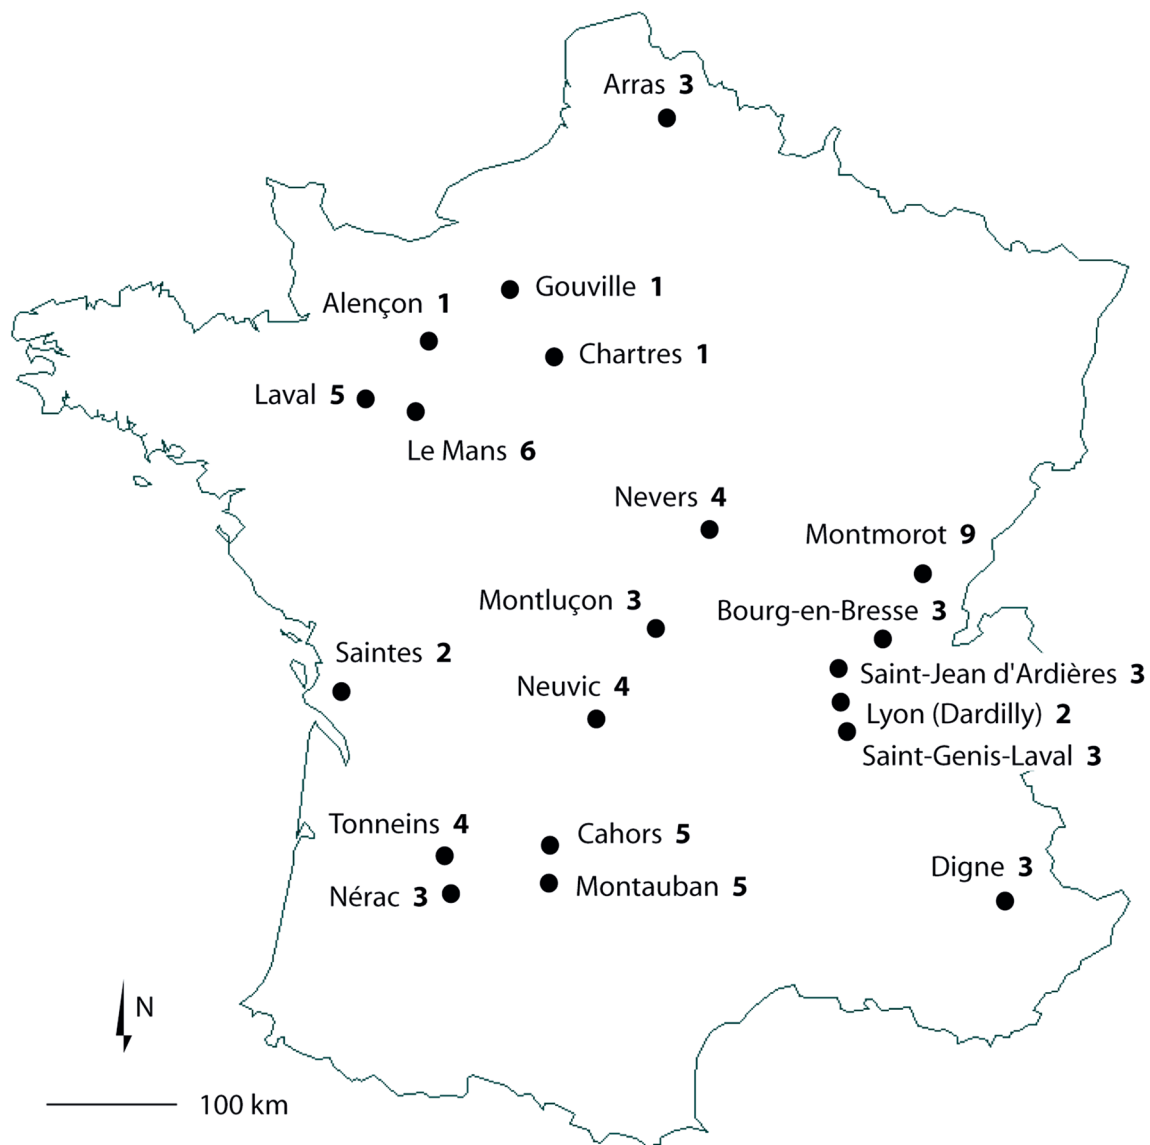 Arras 3
Gouville 1
Alençon 1
Chartres 1
Laval 5
Le Mans 6
Nevers 4
Montmorot 9
Montluçon 3
Bourg-en-Bresse 3
Saintes 2
Saint-Jean d'Ardières 3
Neuvic 4
Lyon (Dardilly) 2
Saint-Genis-Laval 3
Tonneins 4
Cahors 5
Digne 3
Montauban 5
Nérac 3
N
100 km